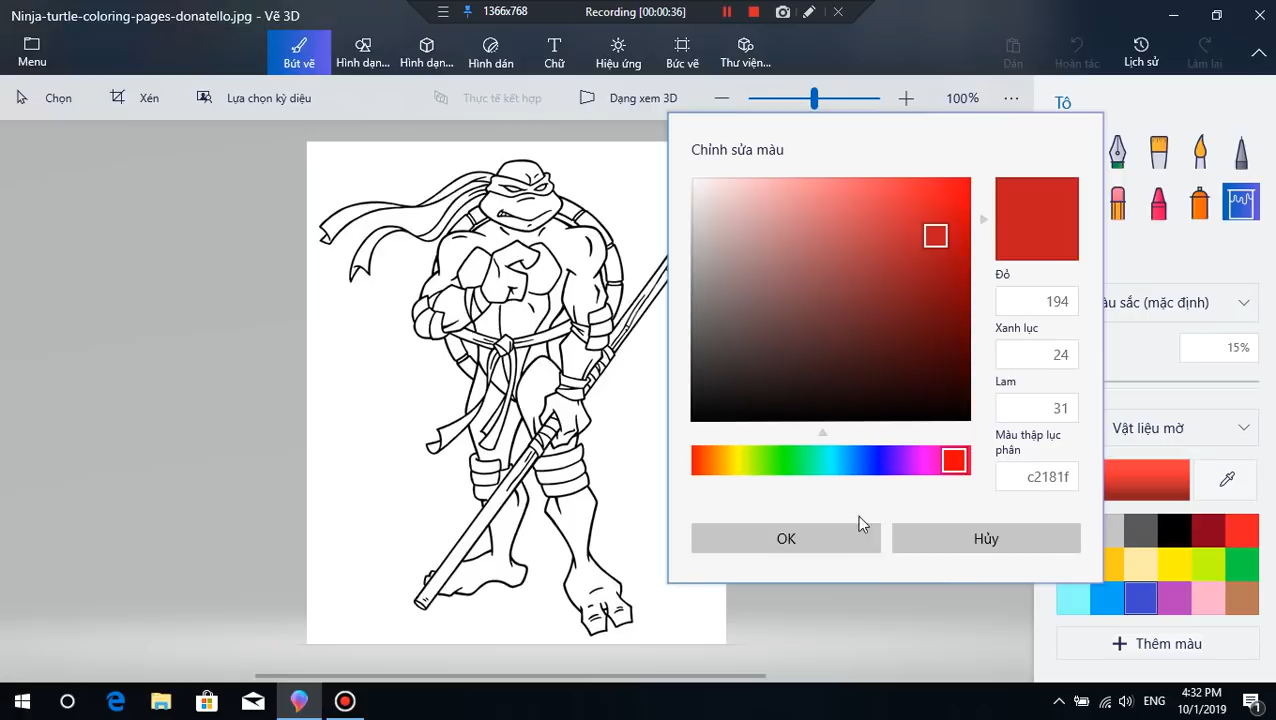 Ninja-turtle-coloring-pages-donatello.jpg - Vẽ 3D
1366x768
Recording [00:00:36]
Menu
Bút vẽ
Hình dạn...
Hình dạn...
Hình dán
Chữ
Hiệu ứng
Bức vẽ
Thư viện...
Dán
Hoàn tác
Lịch sử
Làm lại
Chọn
Xén
Lựa chọn kỳ diệu
Thực tế kết hợp
Dạng xem 3D
100%
Tô
Chỉnh sửa màu
Đỏ
194
Xanh lục
24
Lam
31
Màu thập lục
phân
c2181f
OK
Hủy
àu sắc (mặc định)
15%
Vật liệu mờ
Thêm màu
ENG
4:32 PM
10/1/2019
1